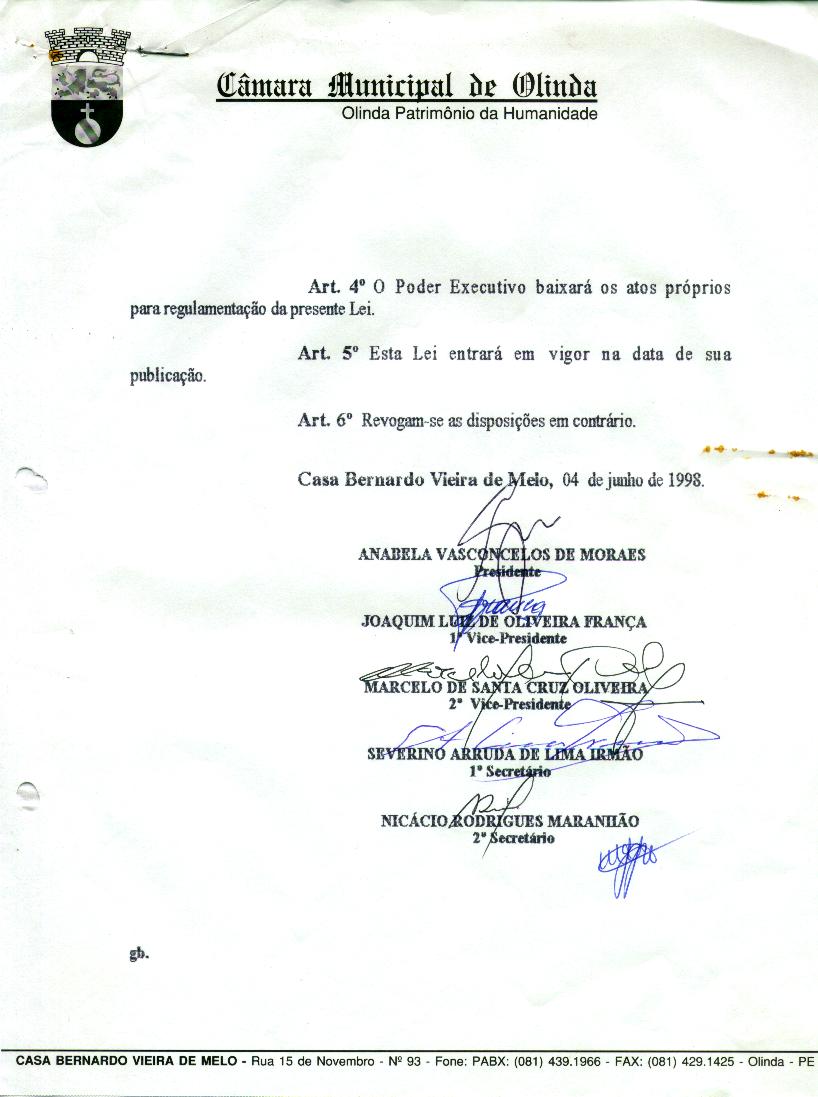 Câmara Municipal de Olinda
Olinda Patrimônio da Humanidade
Art. 4º O Poder Executivo baixará os atos próprios
para regulamentação da presente Lei.
Art. 5º Esta Lei entrará em vigor na data de sua
publicação.
Art. 6º Revogam-se as disposições em contrário.
Casa Bernardo Vieira de Melo, 04 de junho de 1998.
ANABELA VASCONCELOS DE MORAES
Presidente
JOAQUIM LUIZ DE OLIVEIRA FRANÇA
1º Vice-Presidente
MARCELO DE SANTA CRUZ OLIVEIRA
2º Vice-Presidente
SEVERINO ARRUDA DE LIMA IRMÃO
1º Secretário
NICÁCIO RODRIGUES MARANHÃO
2º Secretário
gb.
CASA BERNARDO VIEIRA DE MELO - Rua 15 de Novembro - Nº 93 - Fone: PABX: (081) 439.1966 - FAX: (081) 429.1425 - Olinda - PE